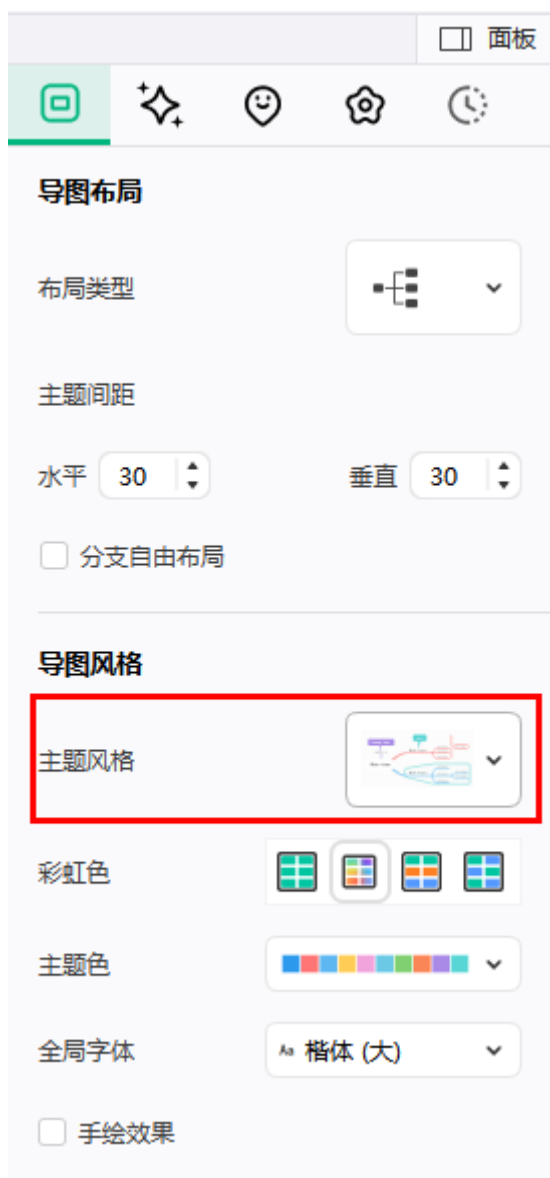 面板
导图布局
布局类型
主题间距
水平 30 垂直 30
分支自由布局
导图风格
主题风格
彩虹色
主题色
全局字体 Aa 楷体 (大)
手绘效果